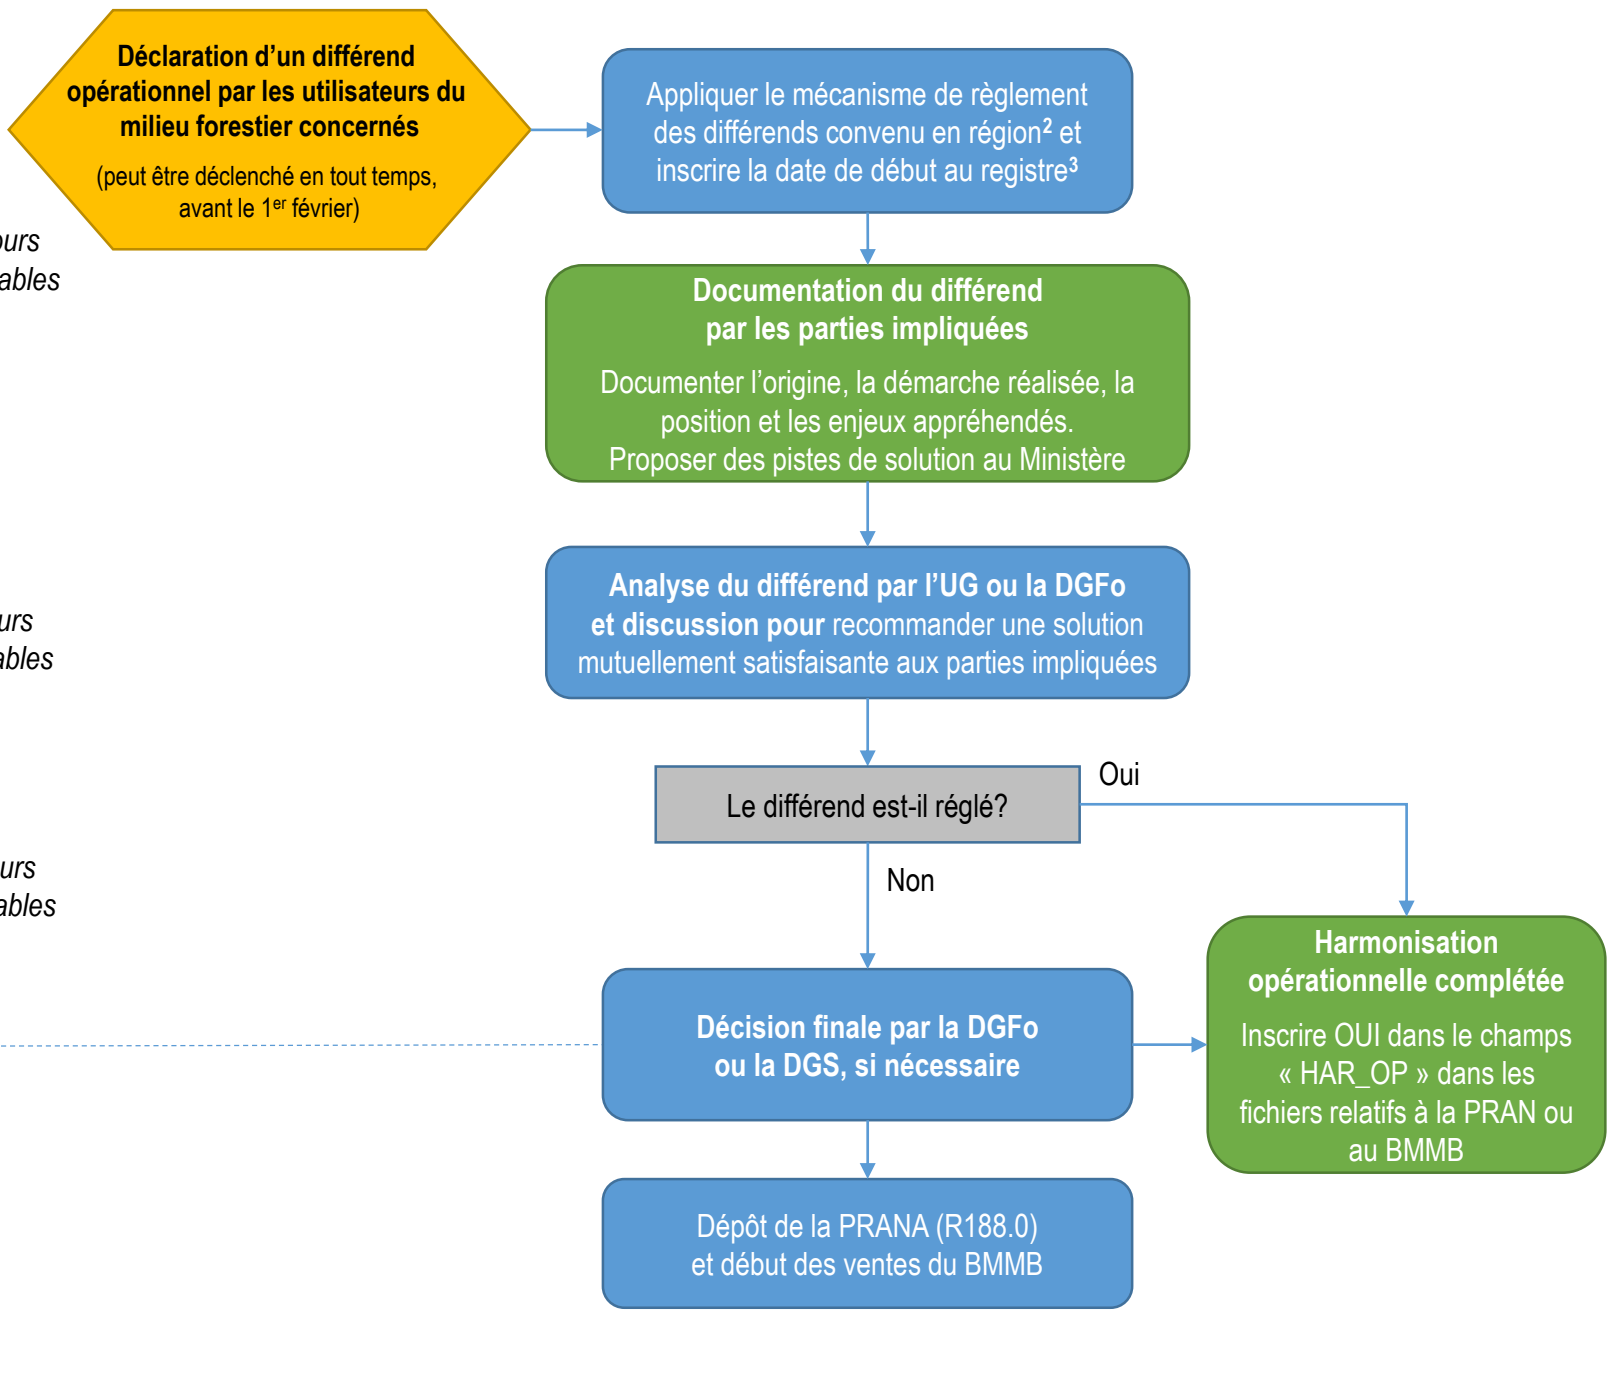 Déclaration d’un différend
opérationnel par les utilisateurs du
milieu forestier concernés
(peut être déclenché en tout temps,
avant le 1er février)
Appliquer le mécanisme de règlement
des différends convenu en région2 et
inscrire la date de début au registre3
Documentation du différend
par les parties impliquées
Documenter l’origine, la démarche réalisée, la
position et les enjeux appréhendés.
Proposer des pistes de solution au Ministère
Analyse du différend par l’UG ou la DGFo
et discussion pour recommander une solution
mutuellement satisfaisante aux parties impliquées
Le différend est-il réglé?
Oui
Non
Harmonisation
opérationnelle complétée
Inscrire OUI dans le champs
« HAR_OP » dans les
fichiers relatifs à la PRAN ou
au BMMB
Décision finale par la DGFo
ou la DGS, si nécessaire
Dépôt de la PRANA (R188.0)
et début des ventes du BMMB